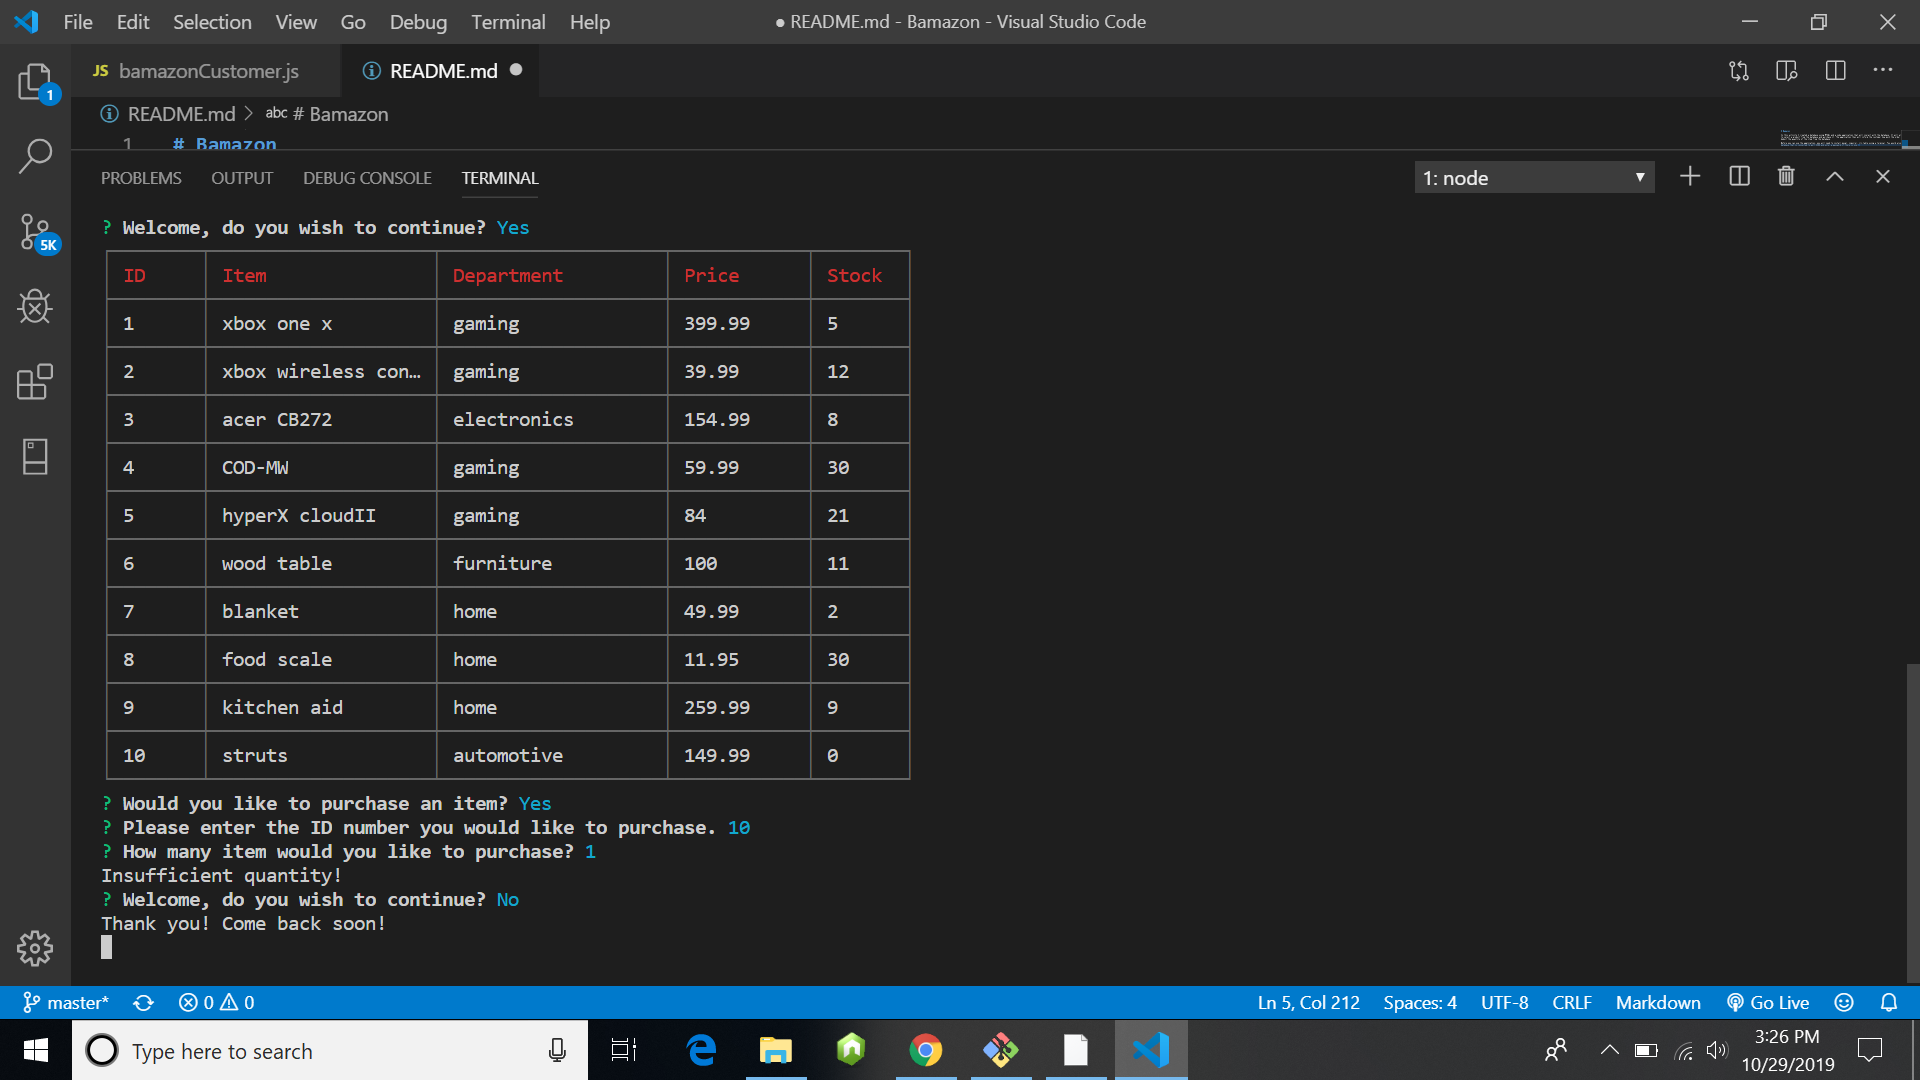 File Edit Selection View Go Debug Terminal Help ● README.md - Bamazon - Visual Studio Code
JS bamazonCustomer.js README.md
README.md > abc # Bamazon
1 # Bamazon
PROBLEMS OUTPUT DEBUG CONSOLE TERMINAL 1: node
? Welcome, do you wish to continue? Yes
ID Item Department Price Stock
1 xbox one x gaming 399.99 5
2 xbox wireless con… gaming 39.99 12
3 acer CB272 electronics 154.99 8
4 COD-MW gaming 59.99 30
5 hyperX cloudII gaming 84 21
6 wood table furniture 100 11
7 blanket home 49.99 2
8 food scale home 11.95 30
9 kitchen aid home 259.99 9
10 struts automotive 149.99 0
? Would you like to purchase an item? Yes
? Please enter the ID number you would like to purchase. 10
? How many item would you like to purchase? 1
Insufficient quantity!
? Welcome, do you wish to continue? No
Thank you! Come back soon!
1
5K
master* 0 0 Ln 5, Col 212 Spaces: 4 UTF-8 CRLF Markdown Go Live
Type here to search
3:26 PM
10/29/2019